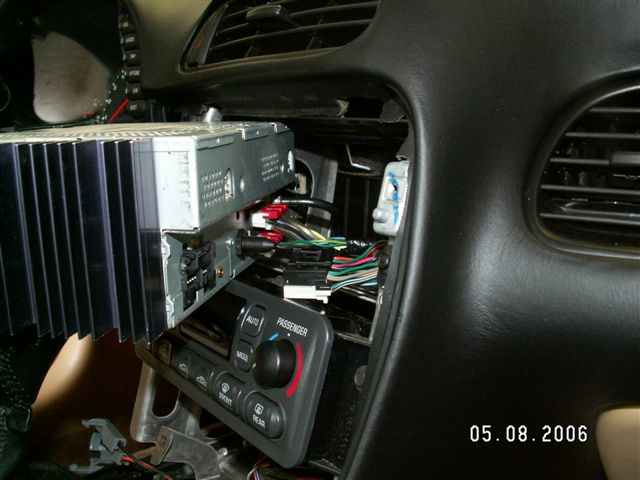 PASSENGER
AUTO
MODE
FRONT
REAR
05.08.2006